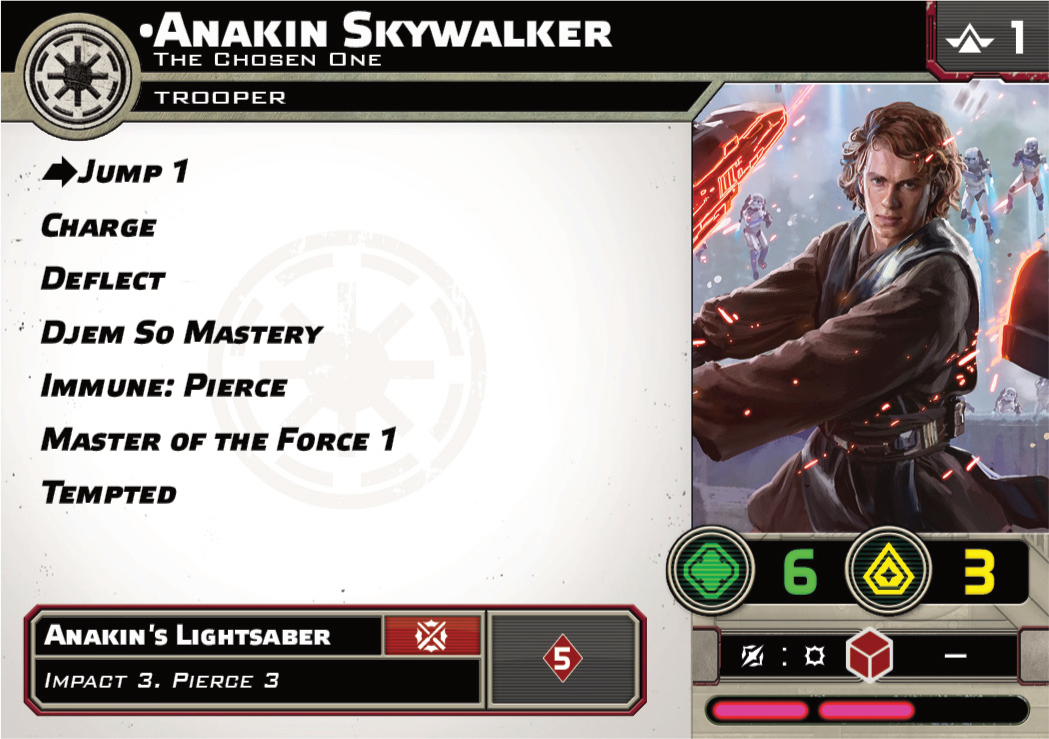 •Anakin Skywalker
1
The Chosen One
TROOPER
Jump 1
Charge
Deflect
Djem So Mastery
Immune: Pierce
Master of the Force 1
Tempted
6
3
Anakin's Lightsaber
5
Impact 3, Pierce 3
: –